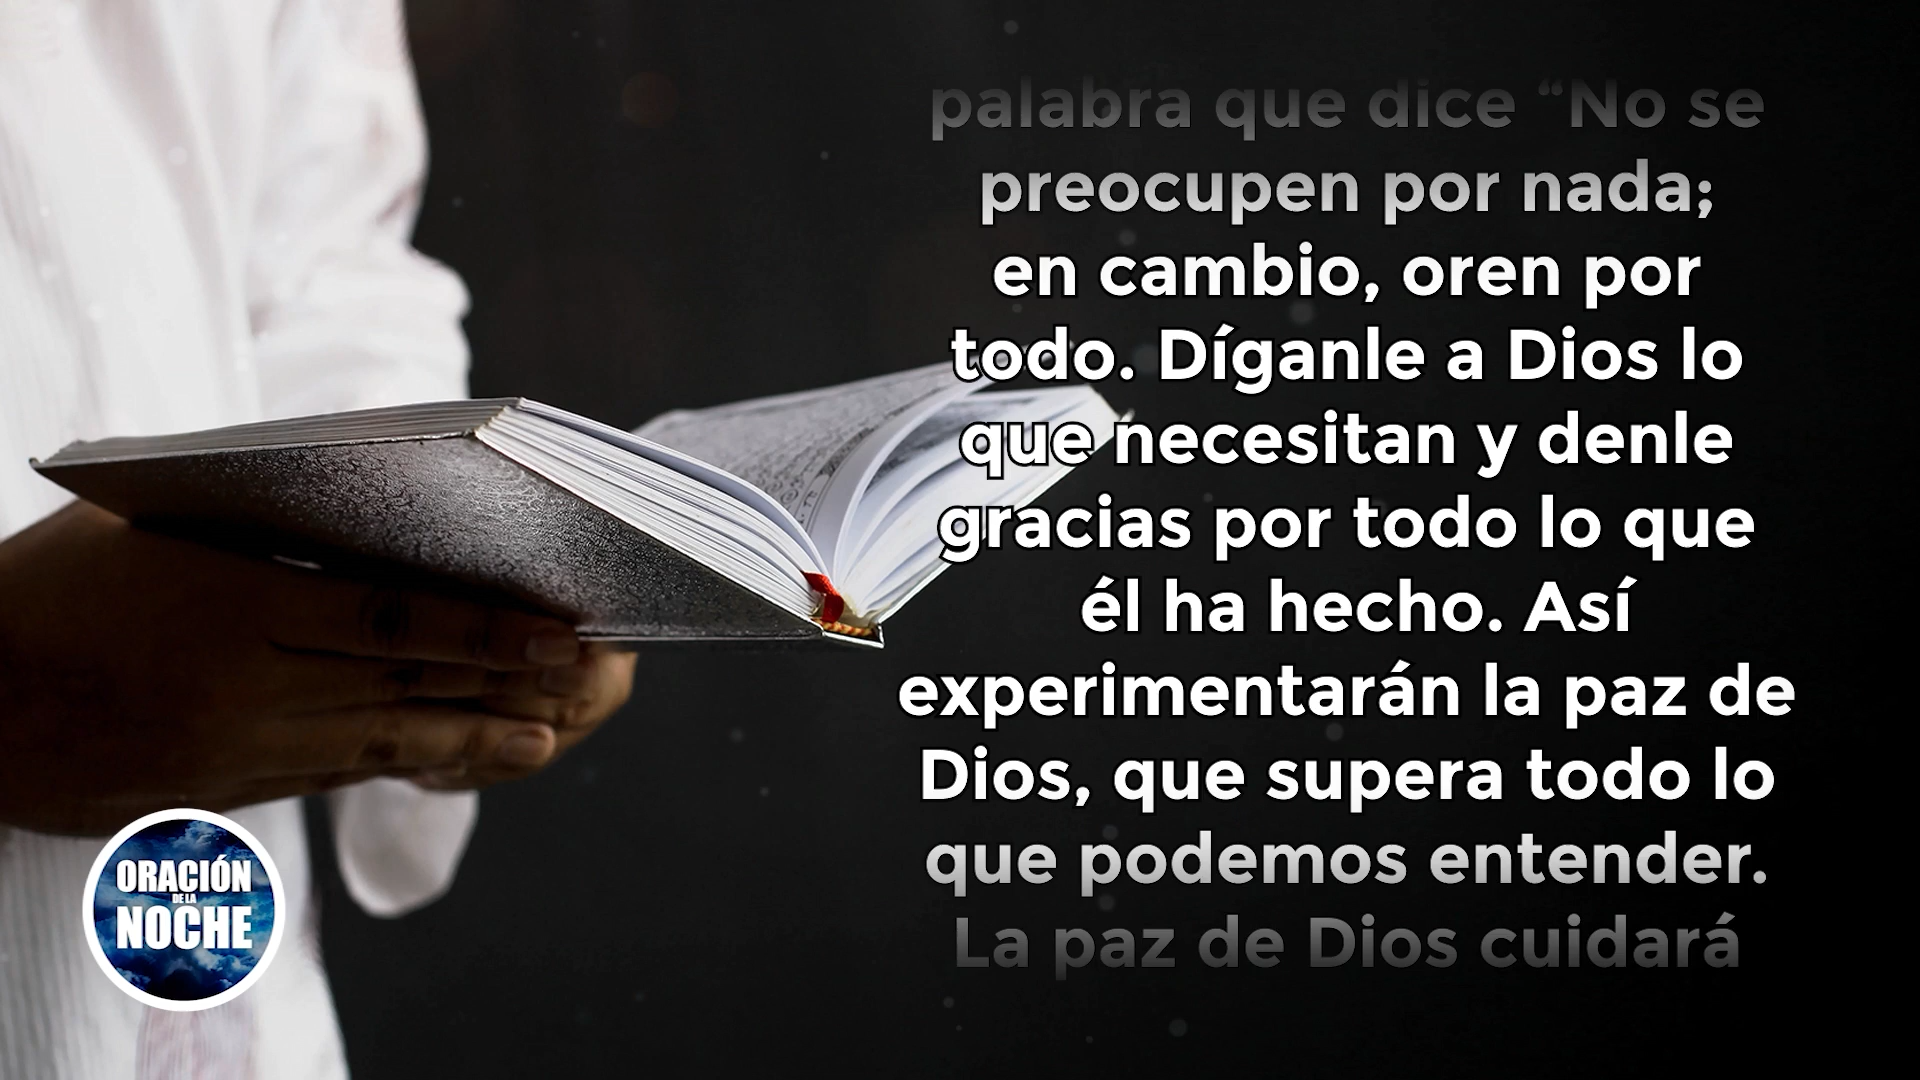 palabra que dice “No se
preocupen por nada;
en cambio, oren por
todo. Díganle a Dios lo
que necesitan y denle
gracias por todo lo que
él ha hecho. Así
experimentarán la paz de
Dios, que supera todo lo
que podemos entender.
La paz de Dios cuidará
ORACIÓN
DE LA
NOCHE